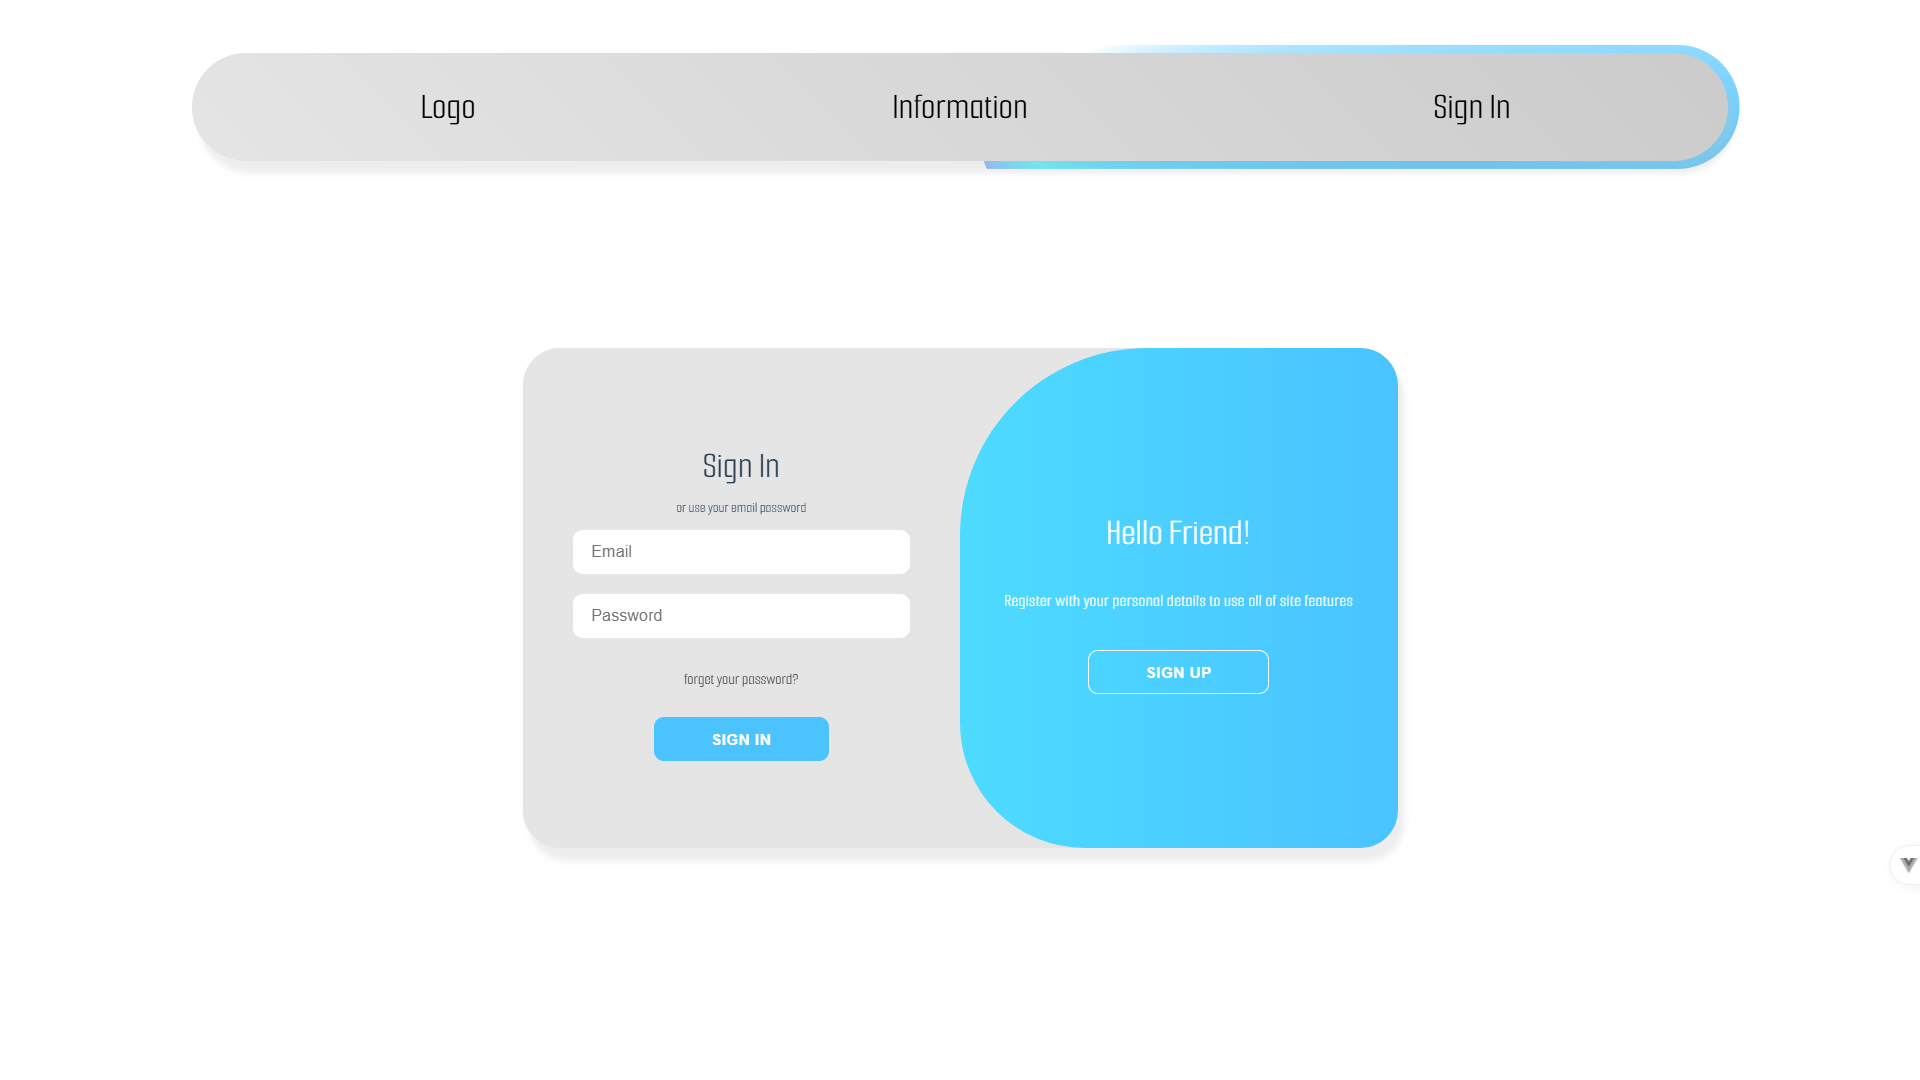 Logo
Information
Sign In
Sign In
or use your email password
Email
Password
forget your password?
SIGN IN
Hello Friend!
Register with your personal details to use all of site features
SIGN UP